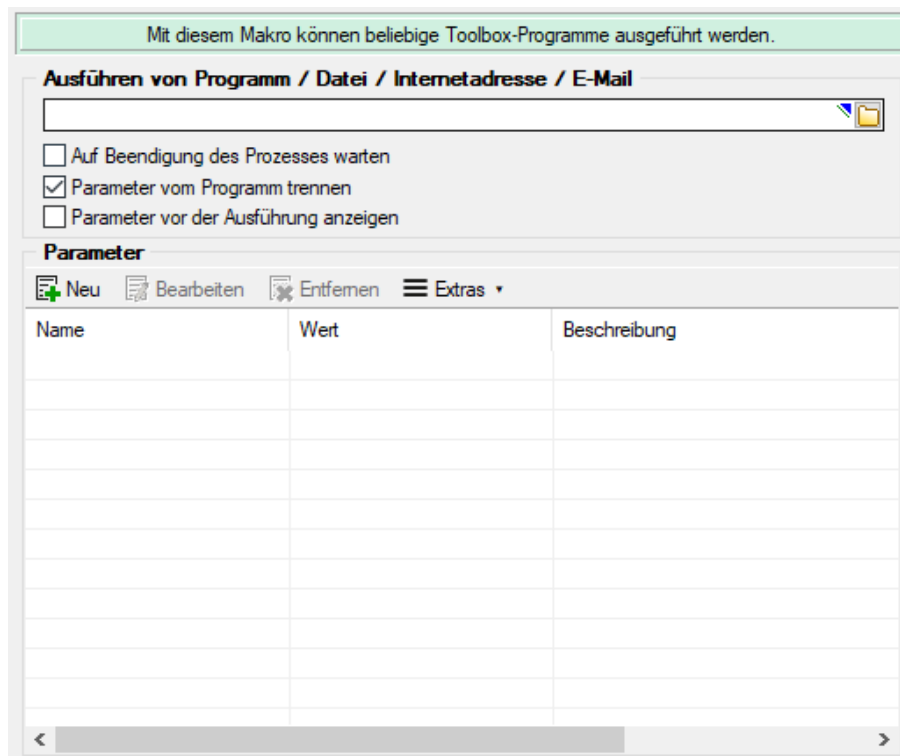 Mit diesem Makro können beliebige Toolbox-Programme ausgeführt werden.
Ausführen von Programm / Datei / Internetadresse / E-Mail
Auf Beendigung des Prozesses warten
Parameter vom Programm trennen
Parameter vor der Ausführung anzeigen
Parameter
Neu Bearbeiten Entfernen Extras
Name Wert Beschreibung